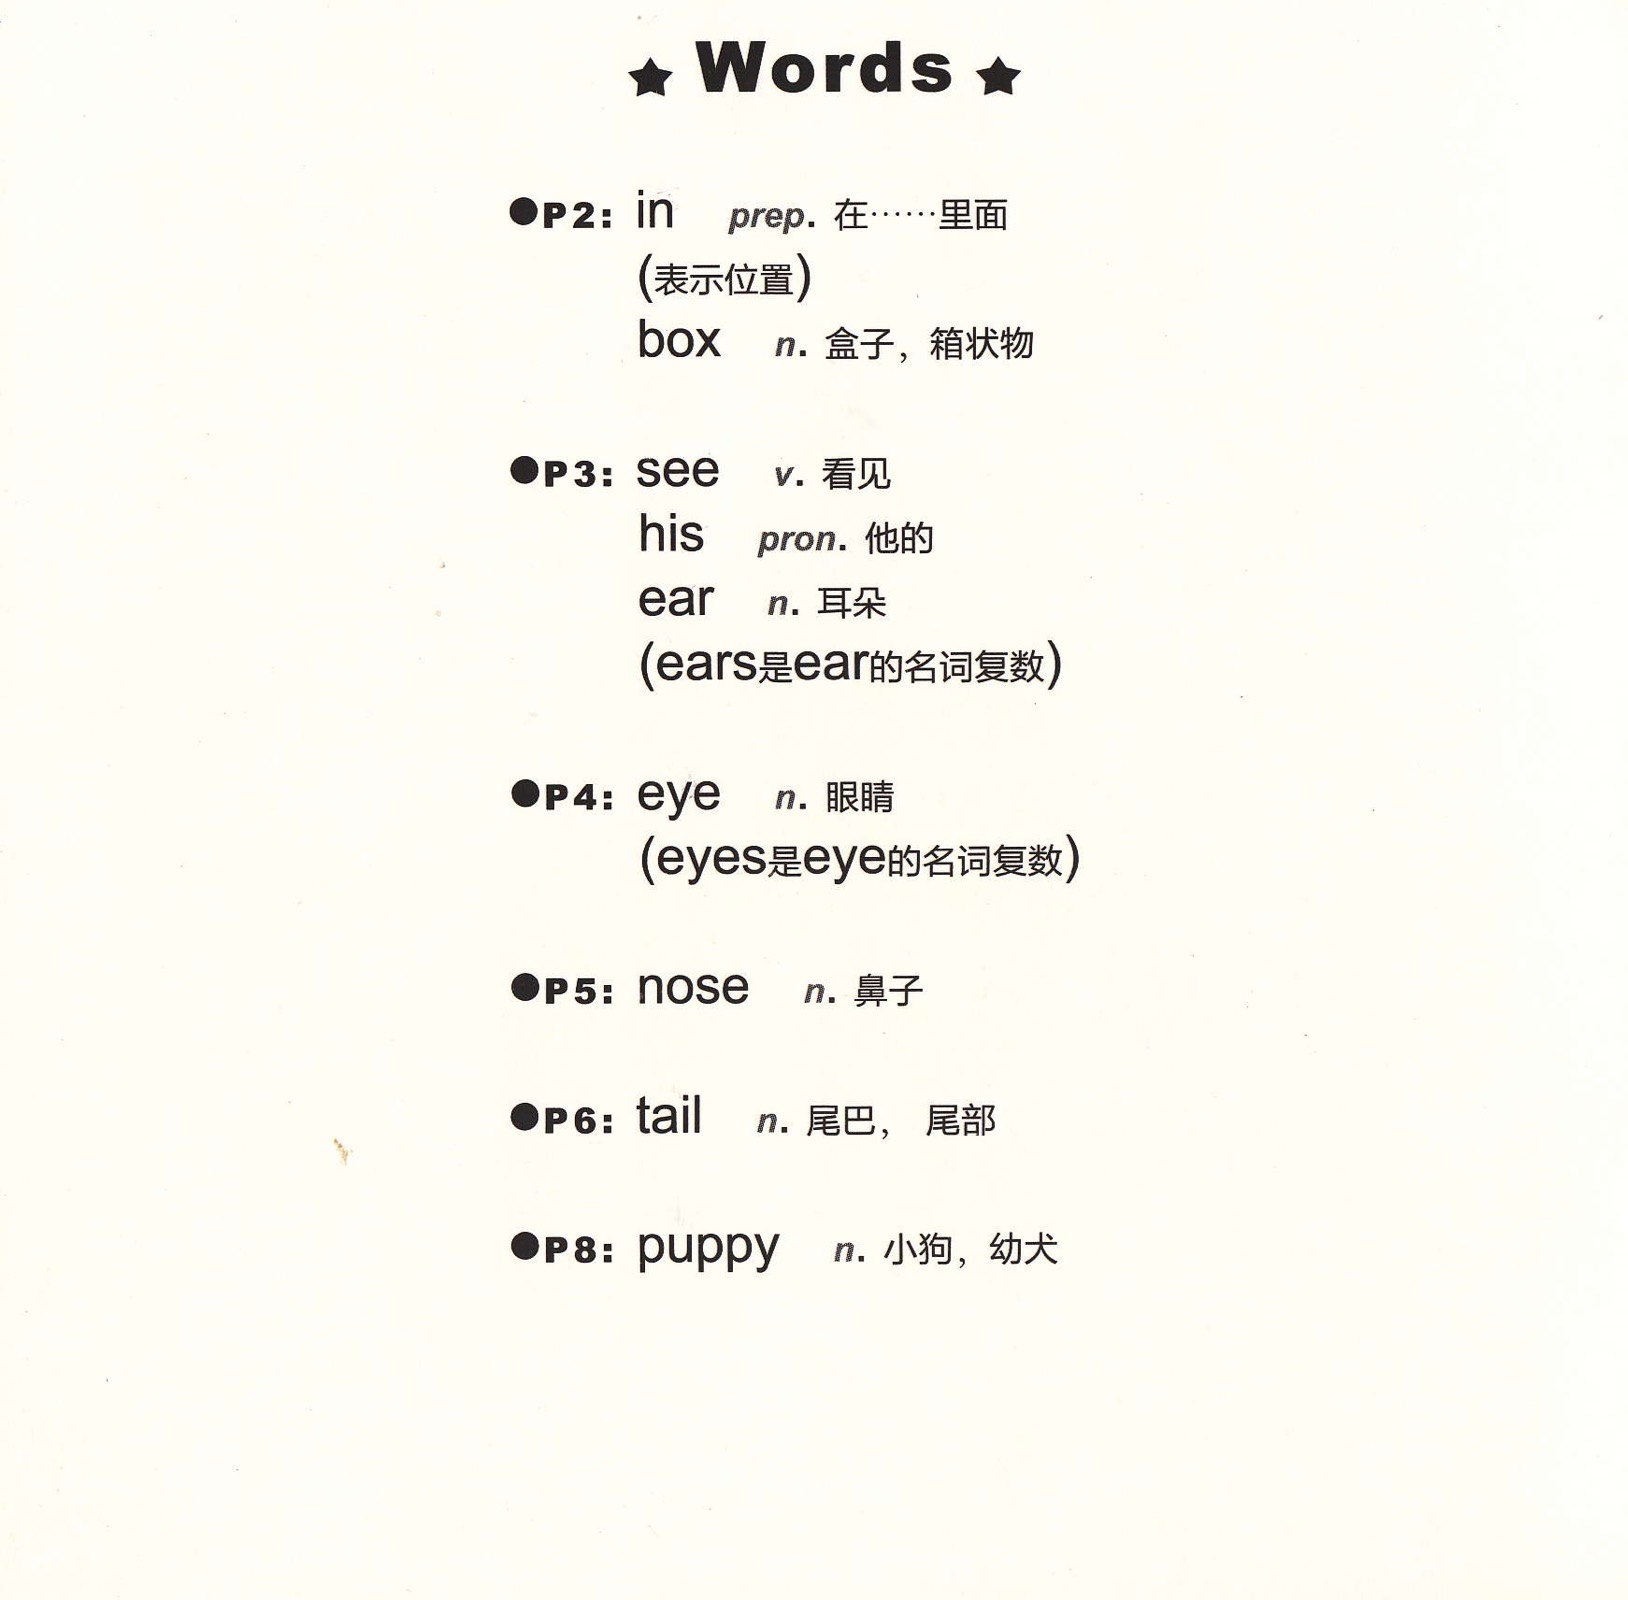 ★ Words ★
●P2: in prep. 在……里面
(表示位置)
box n. 盒子，箱状物
●P3: see v. 看见
his pron. 他的
ear n. 耳朵
(ears是ear的名词复数)
●P4: eye n. 眼睛
(eyes是eye的名词复数)
●P5: nose n. 鼻子
●P6: tail n. 尾巴， 尾部
●P8: puppy n. 小狗，幼犬